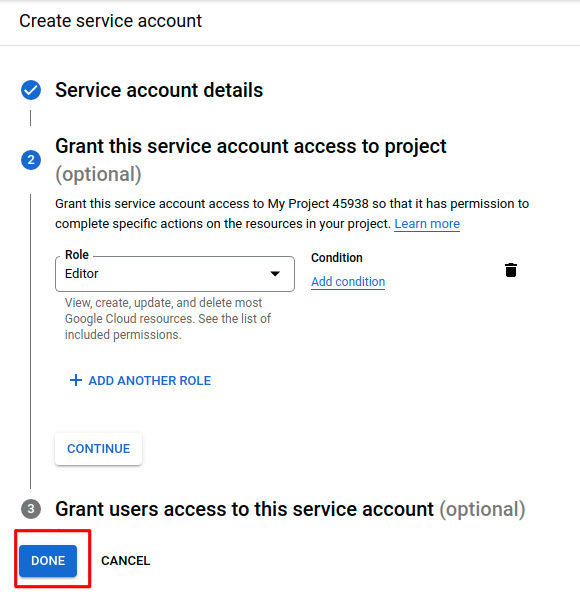 Create service account
Service account details
2
Grant this service account access to project
(optional)
Grant this service account access to My Project 45938 so that it has permission to
complete specific actions on the resources in your project. Learn more
Role
Editor
Condition
Add condition
View, create, update, and delete most
Google Cloud resources. See the list of
included permissions.
+ ADD ANOTHER ROLE
CONTINUE
3
Grant users access to this service account (optional)
DONE
CANCEL